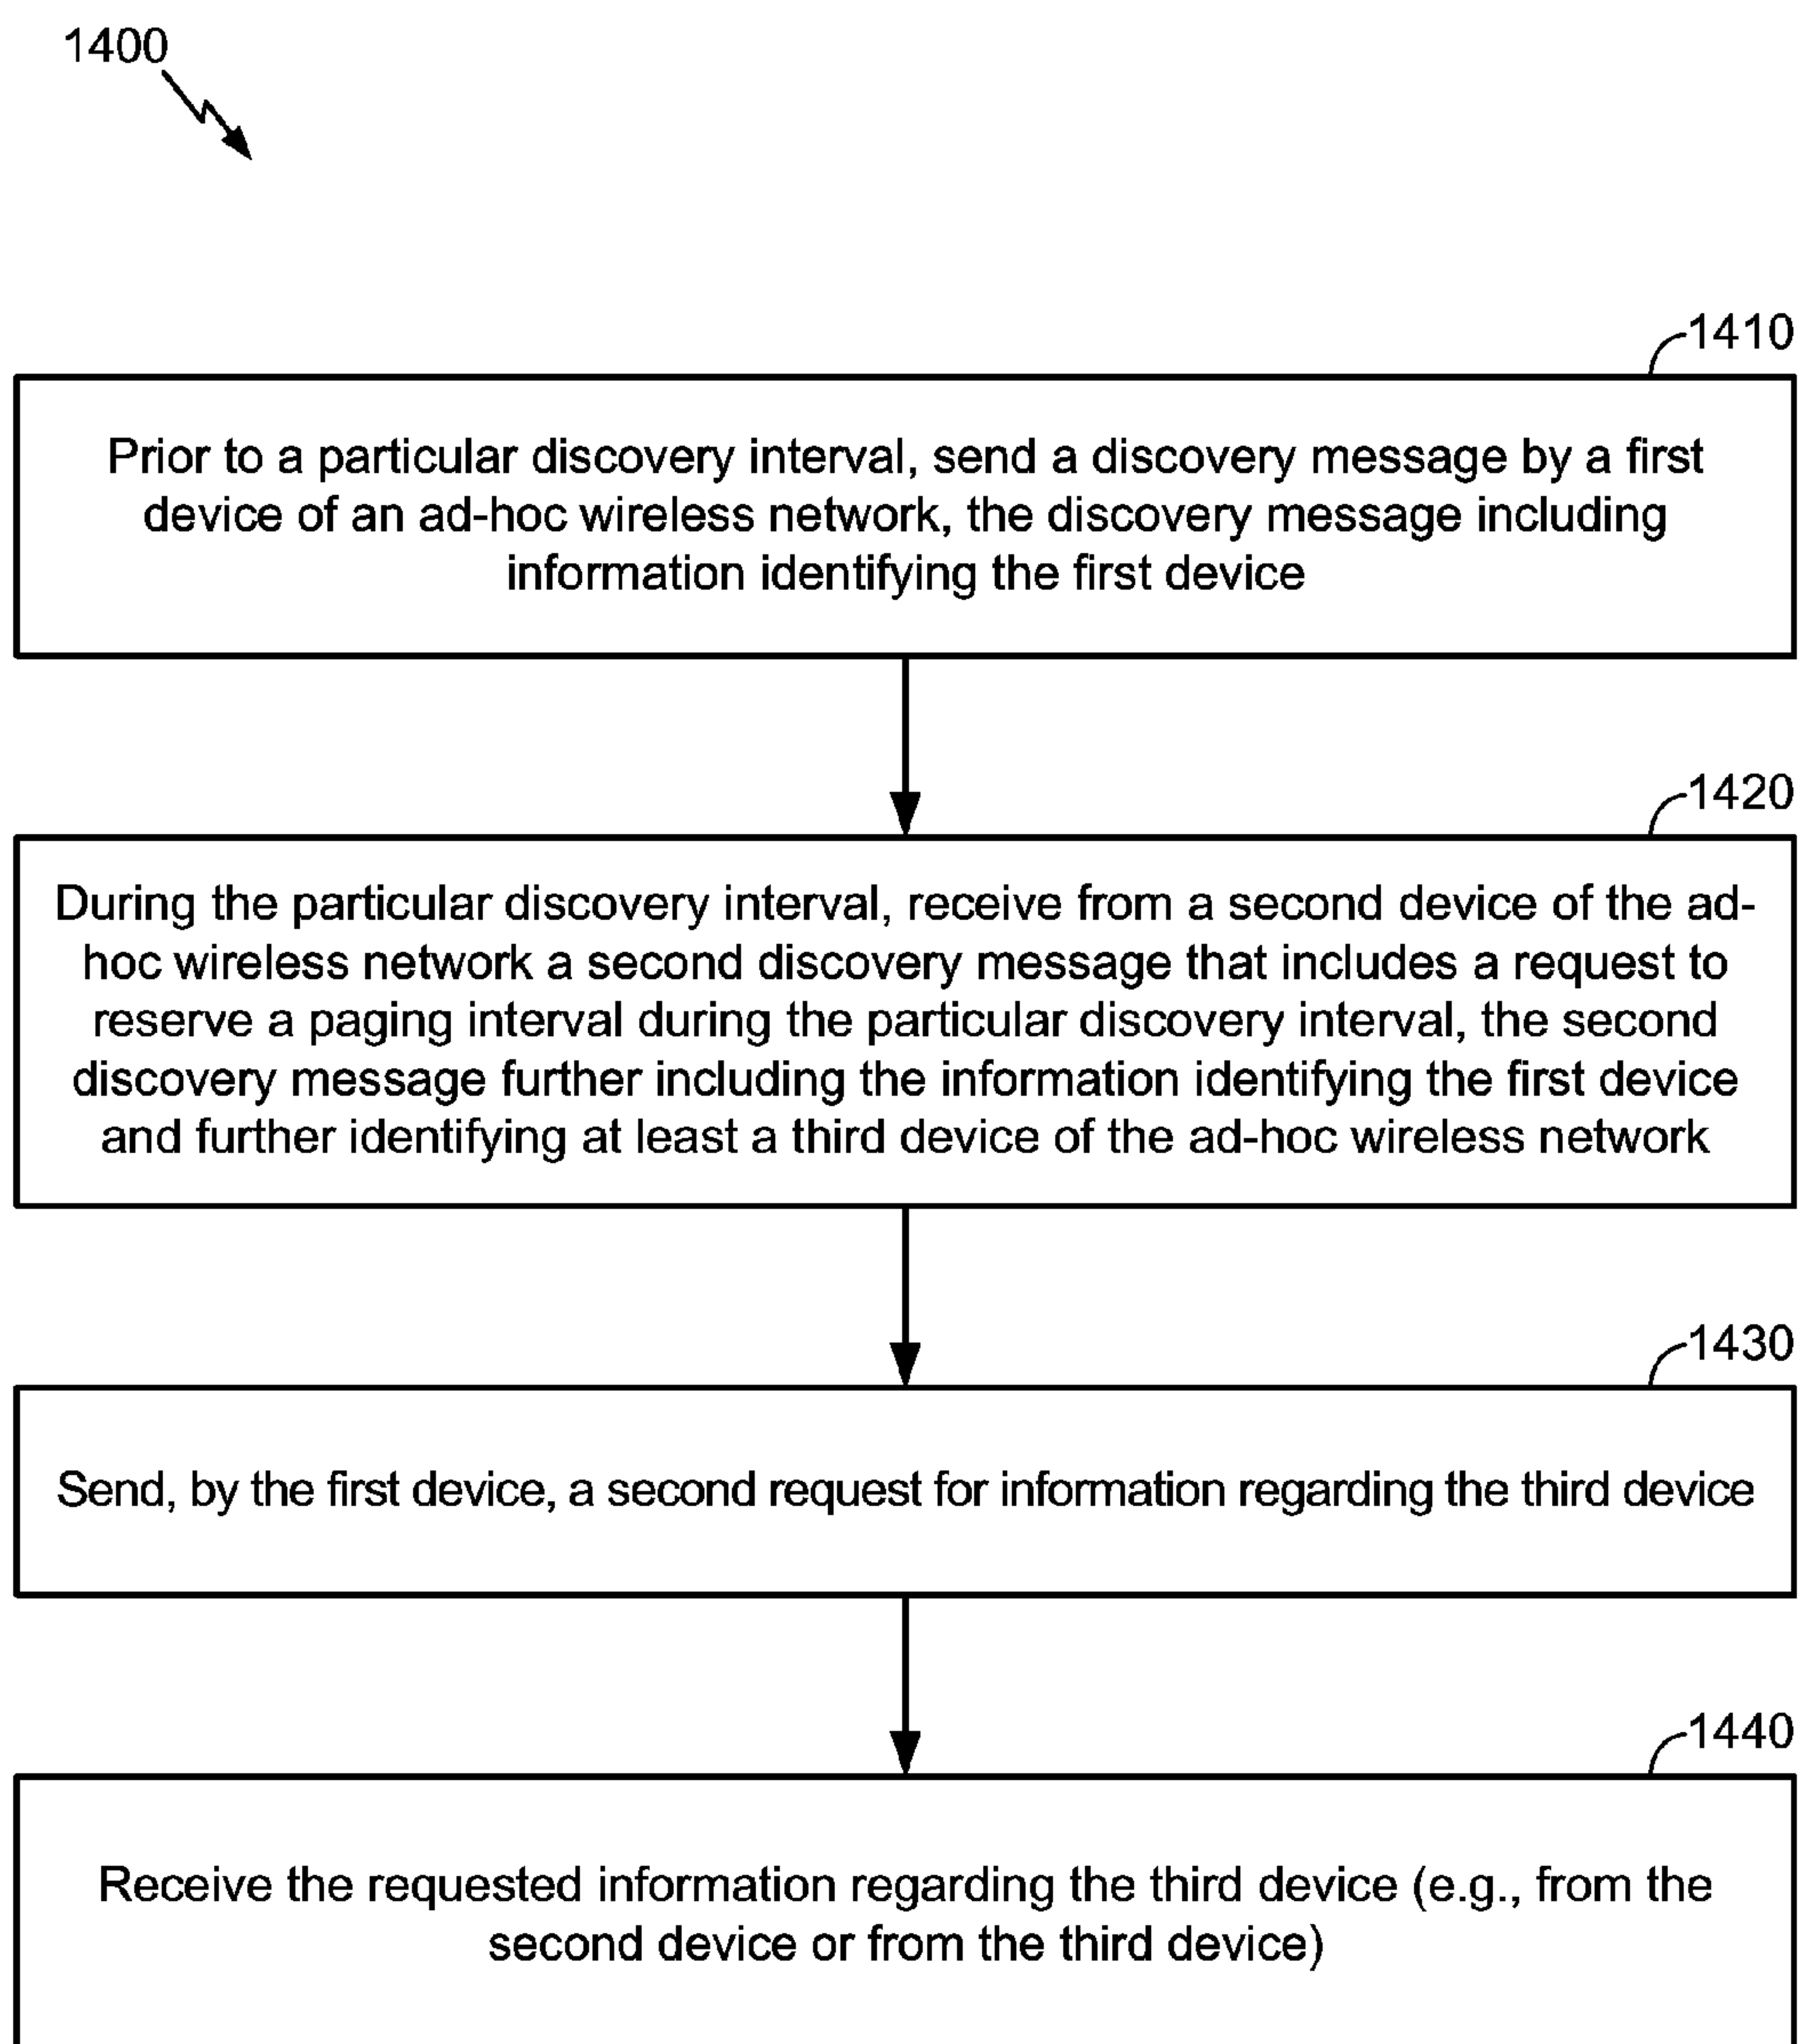 1400
1410
Prior to a particular discovery interval, send a discovery message by a first
device of an ad-hoc wireless network, the discovery message including
information identifying the first device
1420
During the particular discovery interval, receive from a second device of the ad-
hoc wireless network a second discovery message that includes a request to
reserve a paging interval during the particular discovery interval, the second
discovery message further including the information identifying the first device
and further identifying at least a third device of the ad-hoc wireless network
1430
Send, by the first device, a second request for information regarding the third device
1440
Receive the requested information regarding the third device (e.g., from the
second device or from the third device)